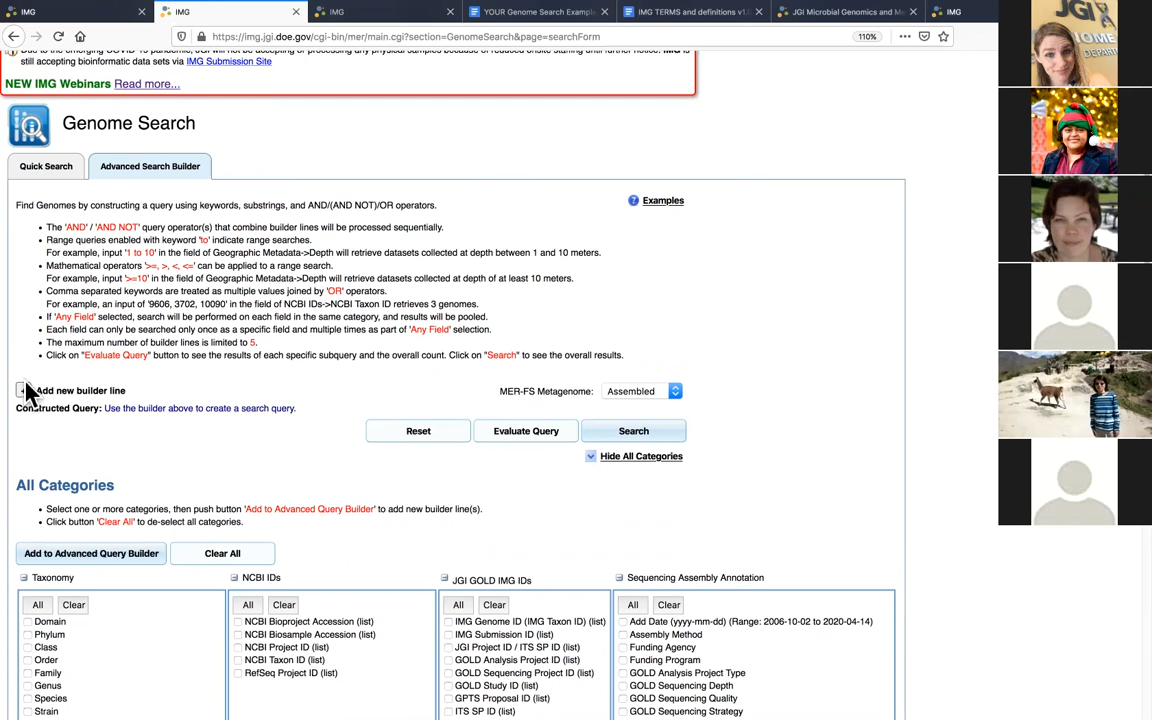 IMG
IMG
IMG
YOUR Genome Search Example
IMG TERMS and definitions v1.
JGI Microbial Genomics and Me
IMG
https://img.jgi.doe.gov/cgi-bin/mer/main.cgi?section=GenomeSearch&page=searchForm
110%
Due to the emerging COVID-19 pandemic, JGI will not be accepting or processing any physical samples because of reduced onsite staffing until further notice. IMG is
still accepting bioinformatic data sets via IMG Submission Site
NEW IMG Webinars Read more...
Genome Search
Quick Search
Advanced Search Builder
Find Genomes by constructing a query using keywords, substrings, and AND/(AND NOT)/OR operators.
Examples
The 'AND' / 'AND NOT' query operator(s) that combine builder lines will be processed sequentially.
Range queries enabled with keyword 'to' indicate range searches.
For example, input '1 to 10' in the field of Geographic Metadata->Depth will retrieve datasets collected at depth between 1 and 10 meters.
Mathematical operators '>=, >, <, <=' can be applied to a range search.
For example, input '>=10' in the field of Geographic Metadata->Depth will retrieve datasets collected at depth of at least 10 meters.
Comma separated keywords are treated as multiple values joined by 'OR' operators.
For example, an input of '9606, 3702, 10090' in the field of NCBI IDs->NCBI Taxon ID retrieves 3 genomes.
If 'Any Field' selected, search will be performed on each field in the same category, and results will be pooled.
Each field can only be searched only once as a specific field and multiple times as part of 'Any Field' selection.
The maximum number of builder lines is limited to 5.
Click on "Evaluate Query" button to see the results of each specific subquery and the overall count. Click on "Search" to see the overall results.
Add new builder line
MER-FS Metagenome: Assembled
Constructed Query: Use the builder above to create a search query.
Reset
Evaluate Query
Search
Hide All Categories
All Categories
Select one or more categories, then push button 'Add to Advanced Query Builder' to add new builder line(s).
Click button 'Clear All' to de-select all categories.
Add to Advanced Query Builder
Clear All
Taxonomy
All
Clear
Domain
Phylum
Class
Order
Family
Genus
Species
Strain
NCBI IDs
All
Clear
NCBI Bioproject Accession (list)
NCBI Biosample Accession (list)
NCBI Project ID (list)
NCBI Taxon ID (list)
RefSeq Project ID (list)
JGI GOLD IMG IDs
All
Clear
IMG Genome ID (IMG Taxon ID) (list)
IMG Submission ID (list)
JGI Project ID / ITS SP ID (list)
GOLD Analysis Project ID (list)
GOLD Sequencing Project ID (list)
GOLD Study ID (list)
GPTS Proposal ID (list)
ITS SP ID (list)
Sequencing Assembly Annotation
All
Clear
Add Date (yyyy-mm-dd) (Range: 2006-10-02 to 2020-04-14)
Assembly Method
Funding Agency
Funding Program
GOLD Analysis Project Type
GOLD Sequencing Depth
GOLD Sequencing Quality
GOLD Sequencing Strategy
JGI
HOME
DEPAR